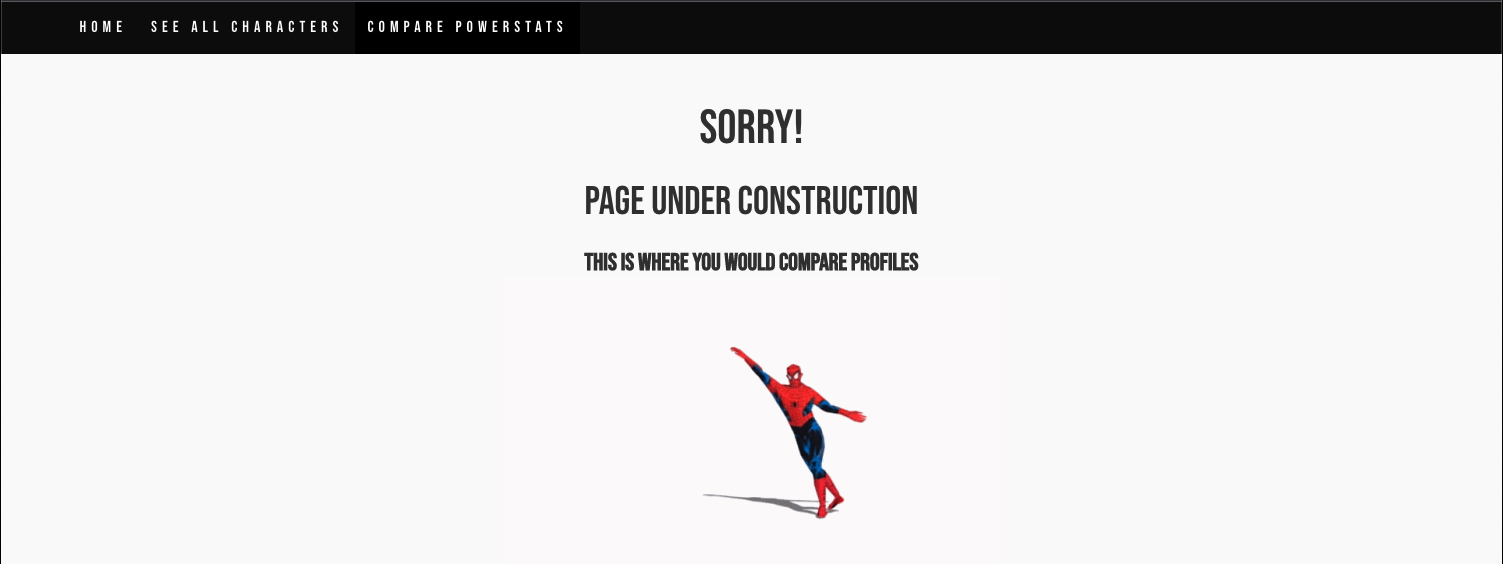 HOME SEE ALL CHARACTERS COMPARE POWERSTATS
SORRY!
PAGE UNDER CONSTRUCTION
THIS IS WHERE YOU WOULD COMPARE PROFILES